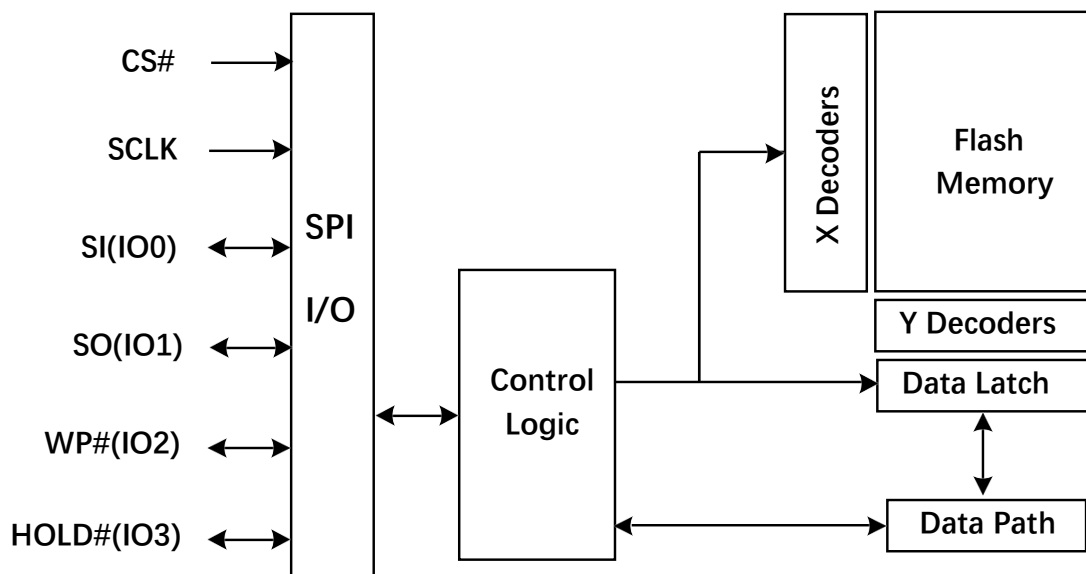 CS#
SCLK
SI(IO0)
SO(IO1)
WP#(IO2)
HOLD#(IO3)
SPI
I/O
Control
Logic
X Decoders
Flash
Memory
Y Decoders
Data Latch
Data Path